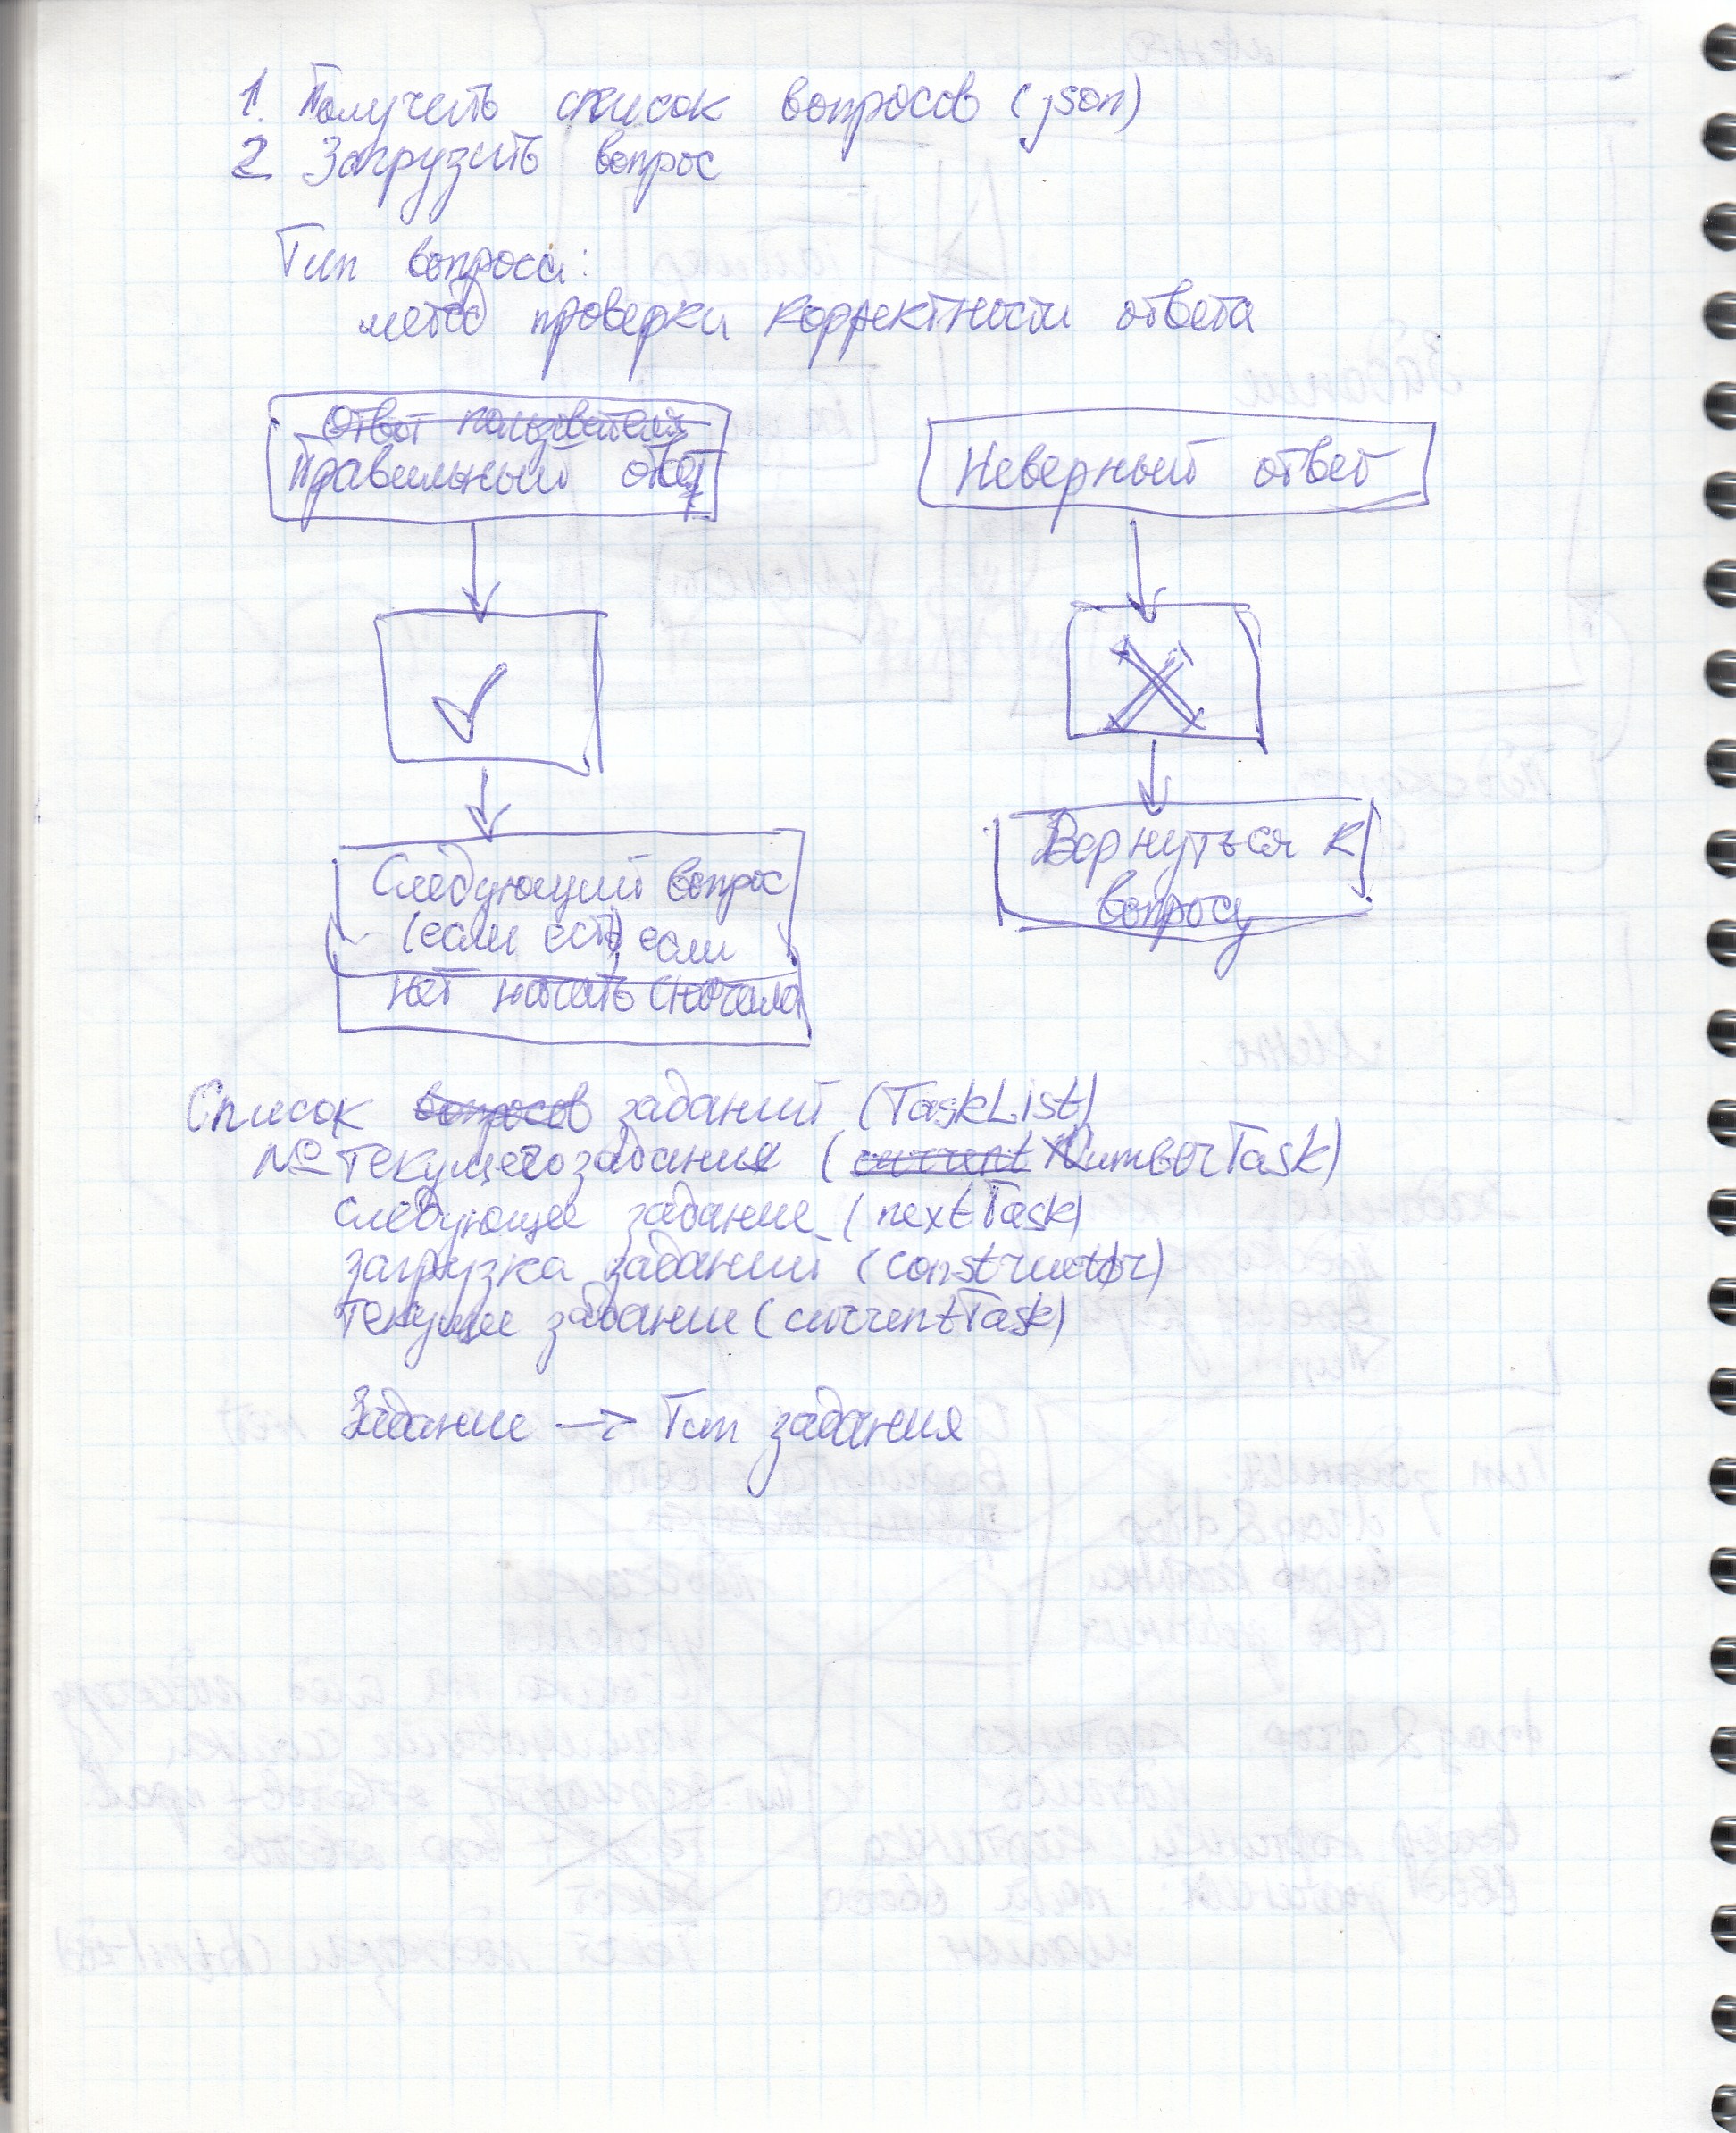 1. Получить список вопросов (json)
2 Загрузить вопрос
Тип вопроса:
метод проверки корректности ответа
Ответ пользователя
Правильный ответ
Неверный ответ
Следующий вопрос
(если есть) если
нет начать сначала
Вернуться к
вопросу
Список вопросов заданий (TaskList)
№ текущего задания (current NumberTask)
следующее задание (nextTask)
загрузка заданий (constructor)
текущее задание (currentTask)
Задание → Тип задания